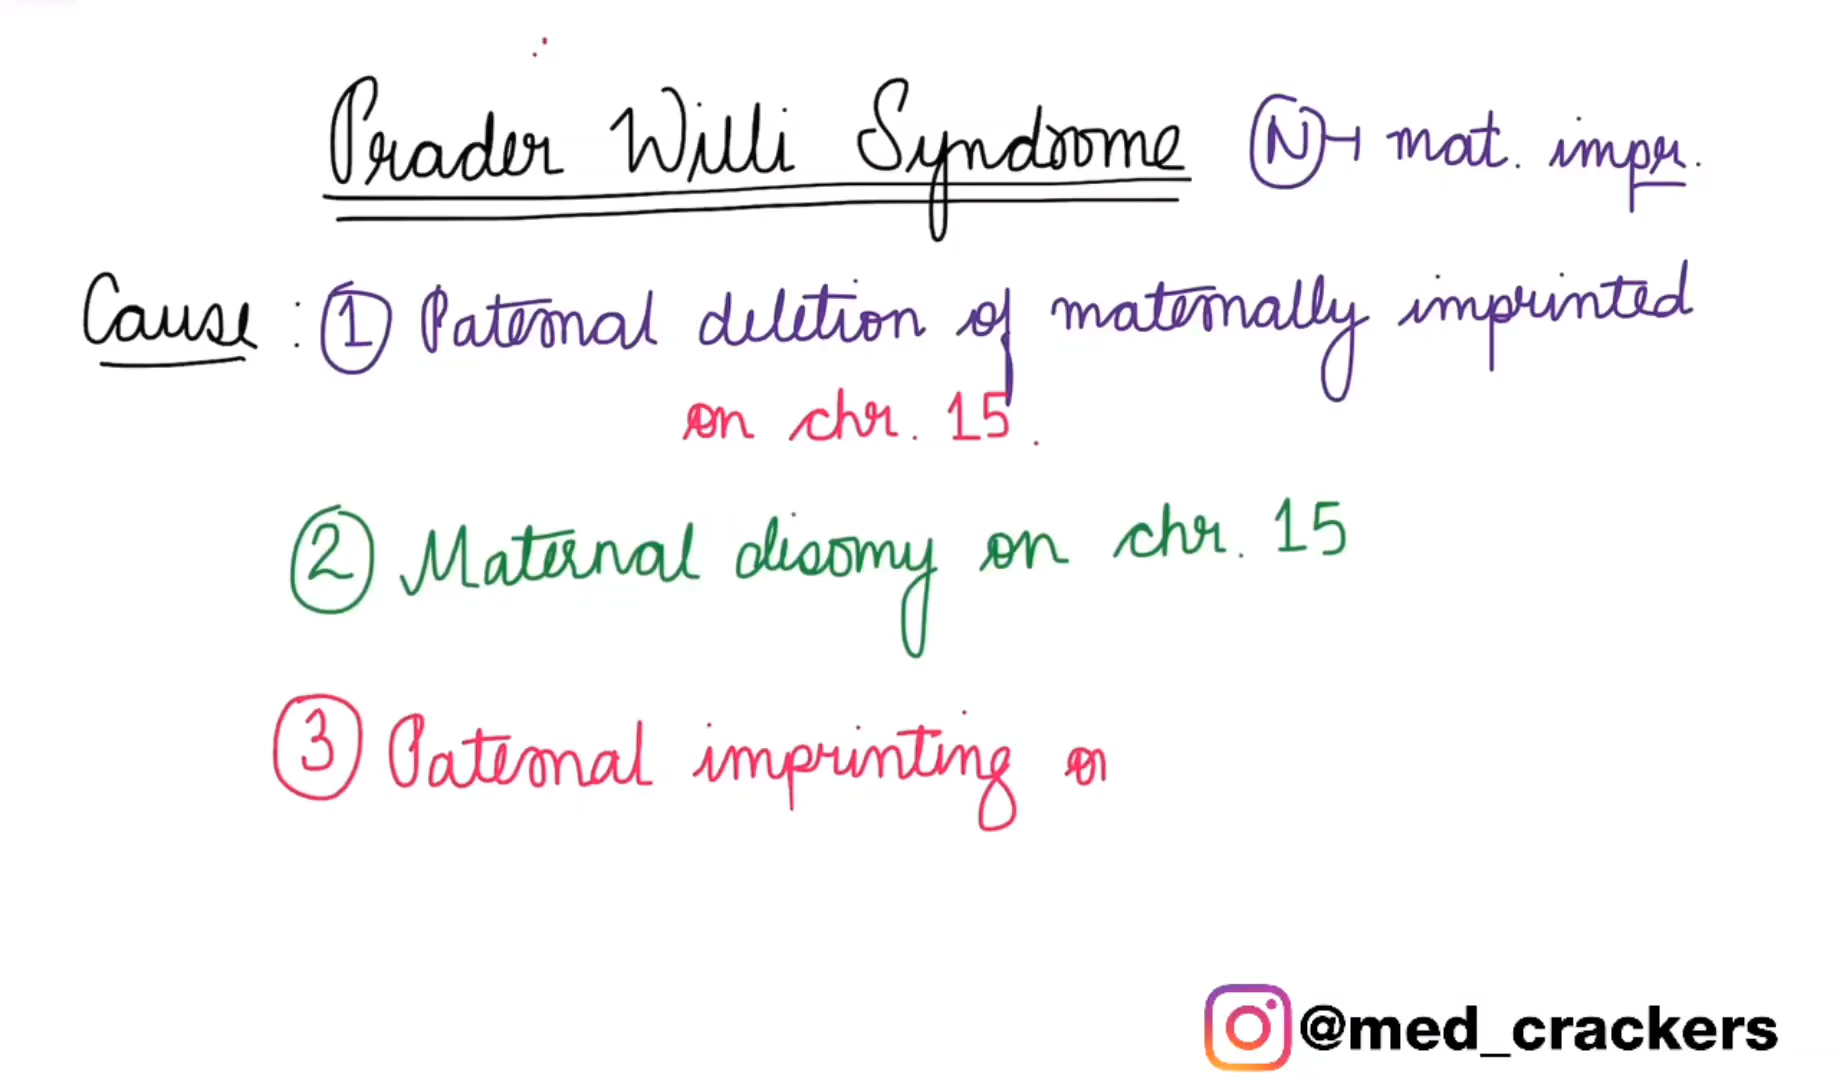 Prader Willi Syndrome (N)→ mat. impr.
Cause : (1) Paternal deletion of maternally imprinted
on chr. 15.
(2) Maternal disomy on chr. 15
(3) Paternal imprinting on
@med_crackers